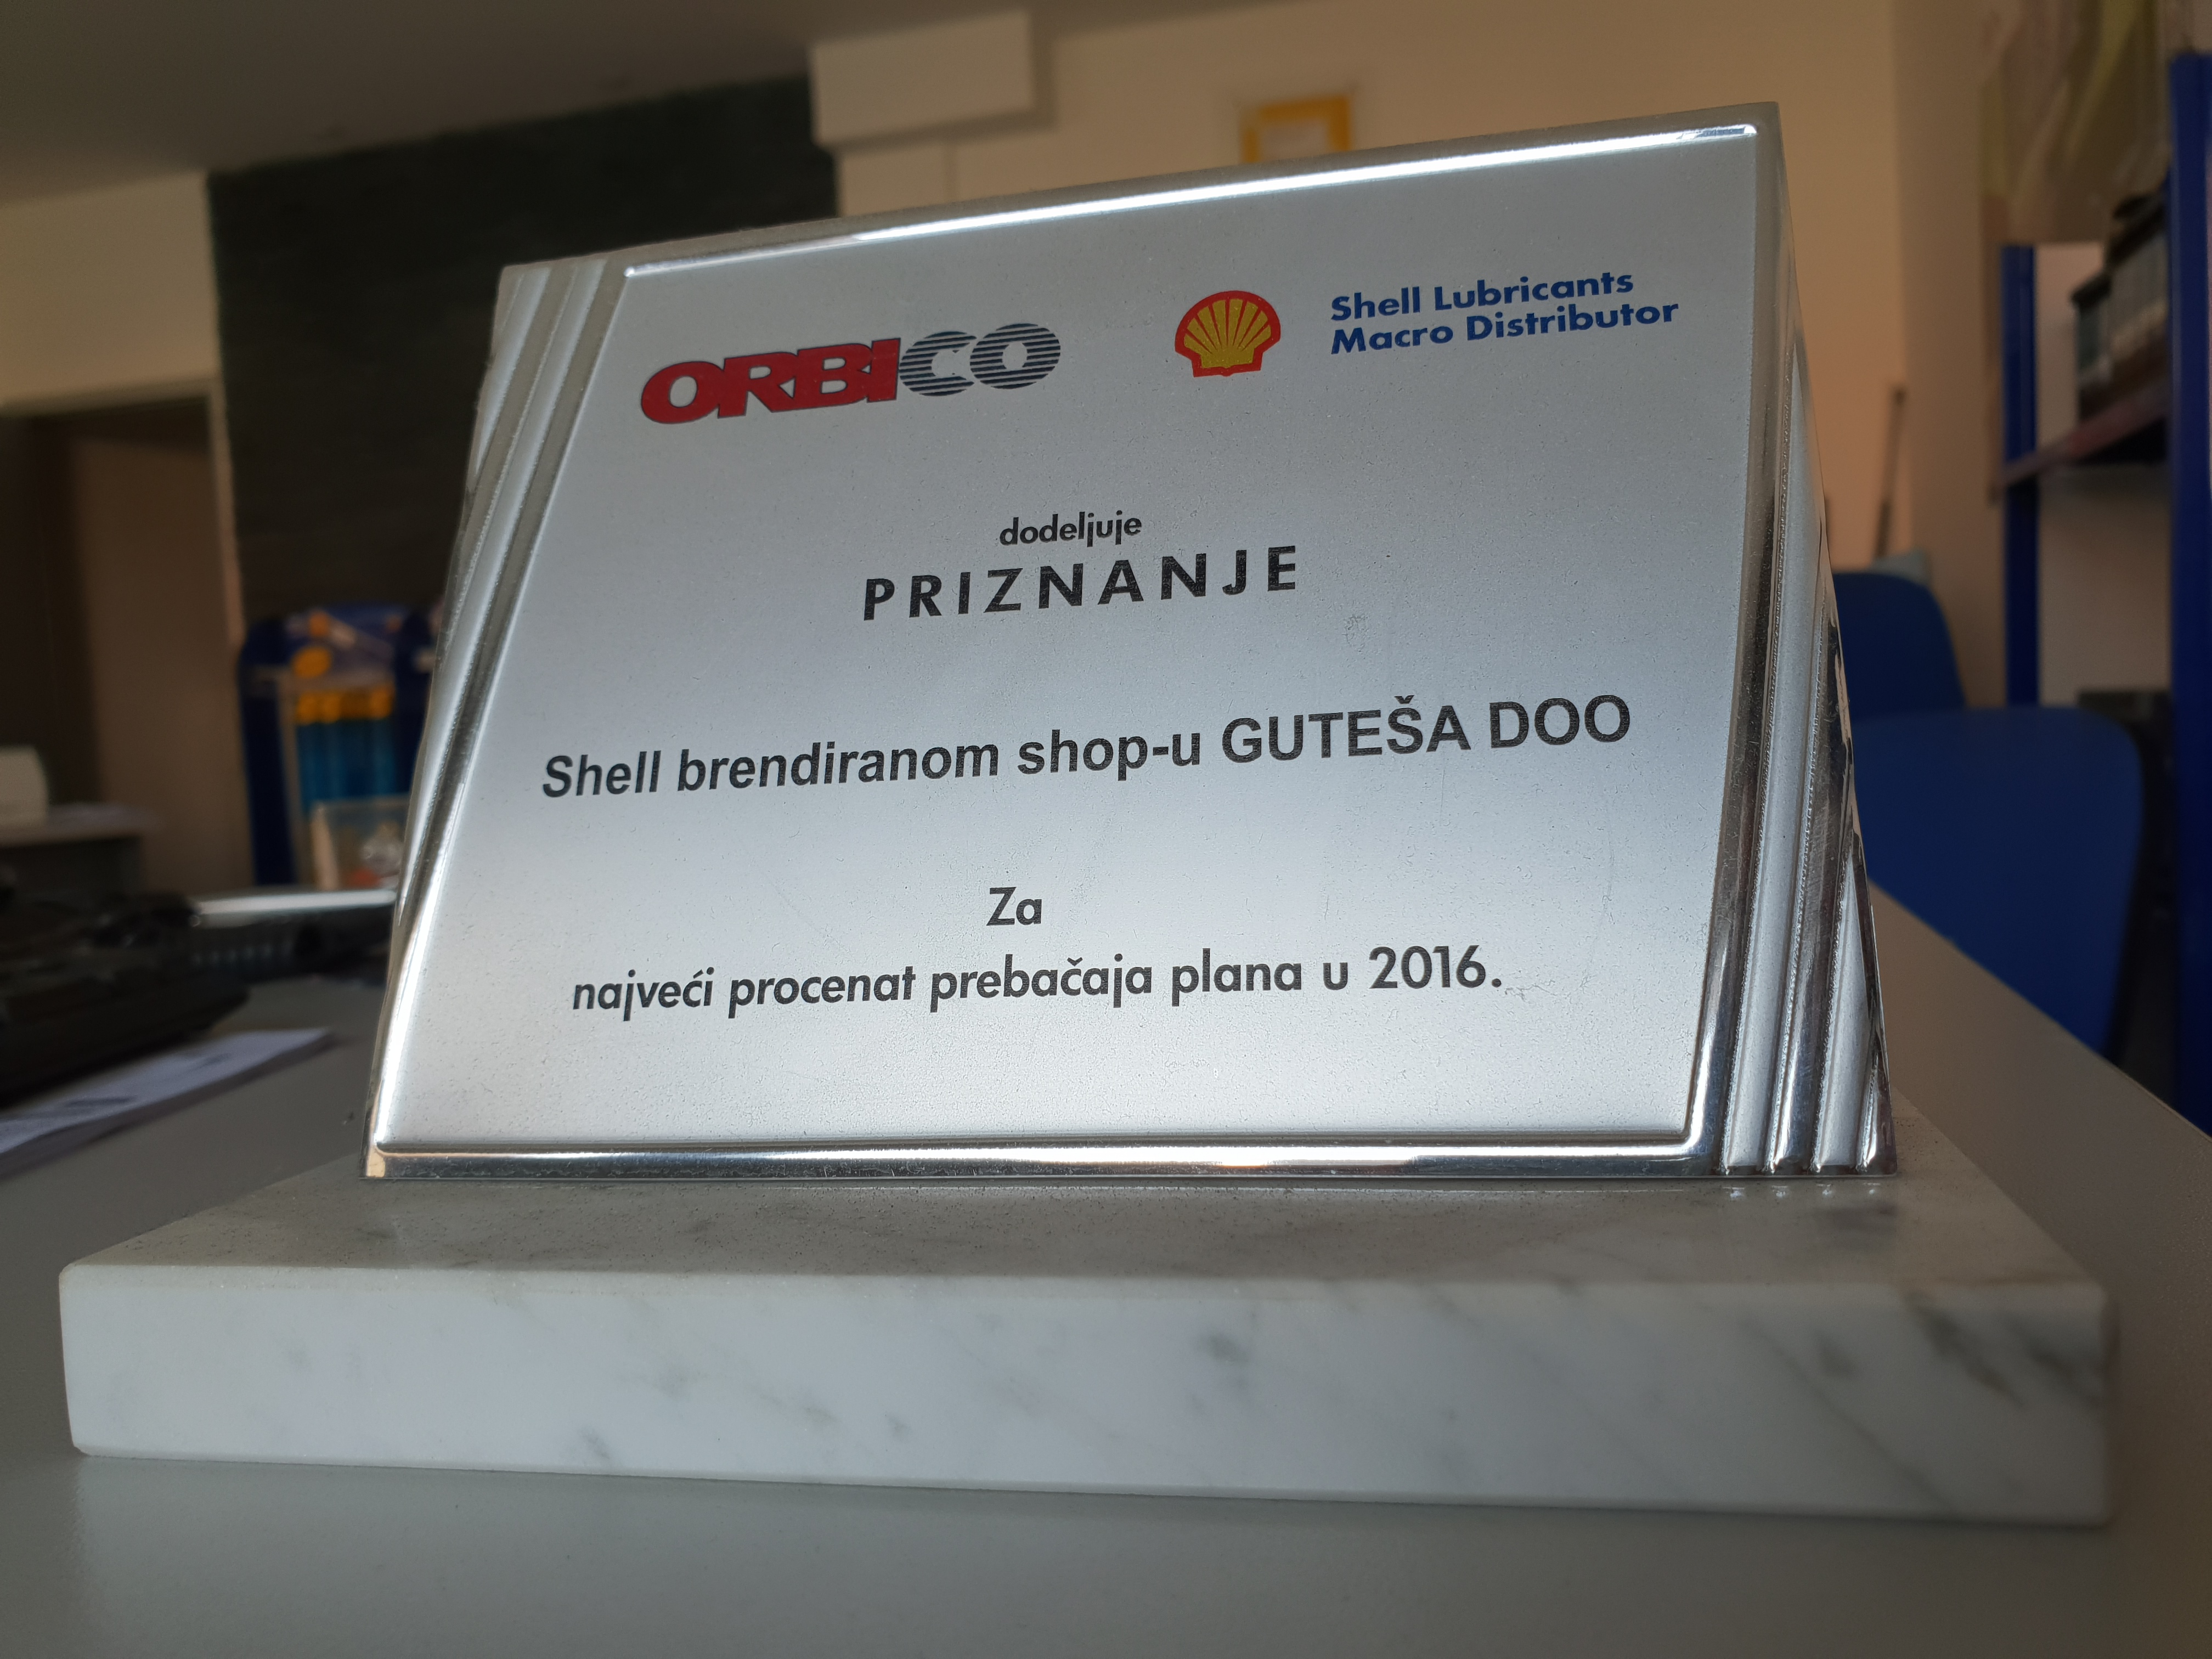 ORBICO
Shell Lubricants
Macro Distributor
dodeljuje
PRIZNANJE
Shell brendiranom shop-u GUTEŠA DOO
Za
najveći procenat prebačaja plana u 2016.